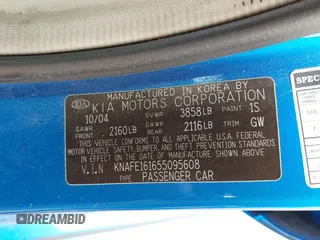 MANUFACTURED IN KOREA BY
KIA KIA MOTORS CORPORATION
10/04 GVWR 3858LB PAINT 1S
GAWR FRONT 2160LB GAWR REAR 2116LB TRIM GW
THIS VEHICLE CONFORMS TO ALL APPLICABLE U.S.A. FEDERAL
MOTOR VEHICLE SAFETY, BUMPER, AND THEFT PREVENTION
STANDARDS IN EFFECT ON THE DATE OF MANUFACTURE
SHOWN ABOVE.
V.I.N KNAFE161655095608
TYPE PASSENGER CAR
SPEC
DREAMBID